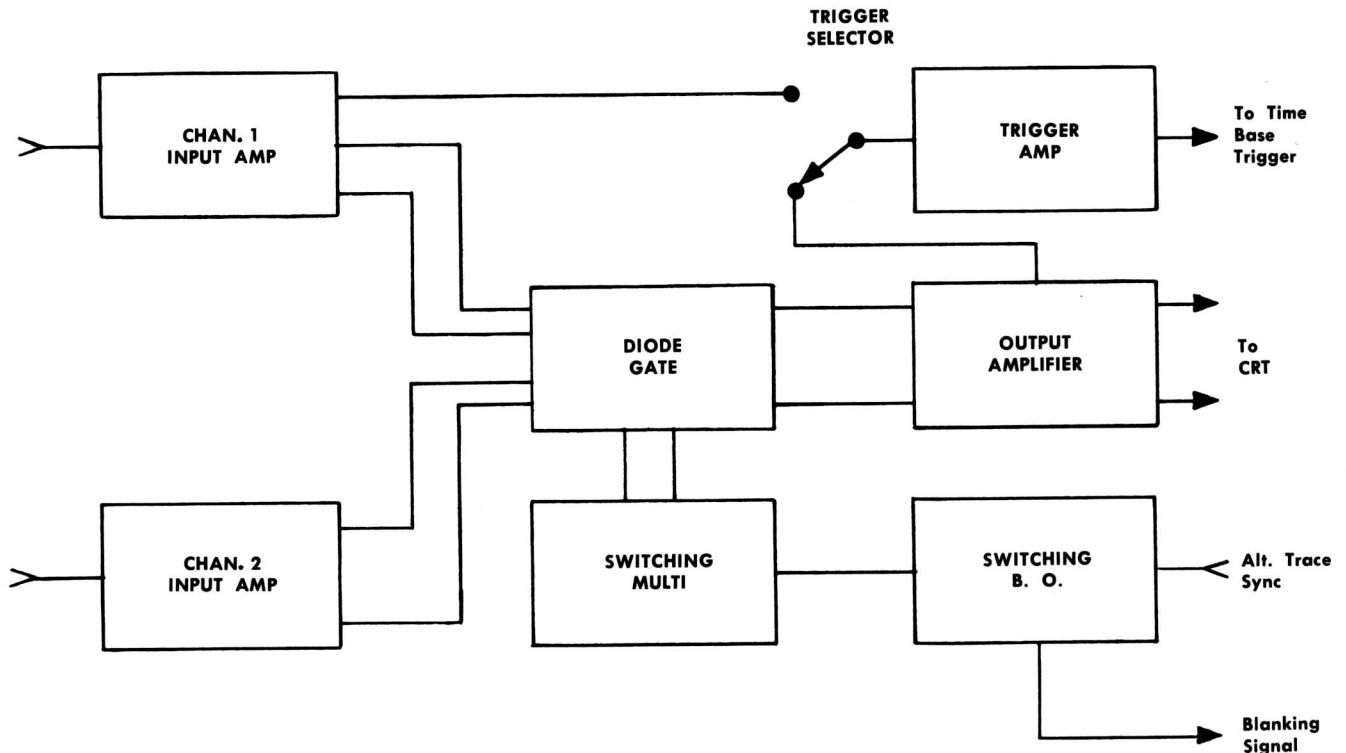 TRIGGER
SELECTOR
CHAN. 1
INPUT AMP
TRIGGER
AMP
To Time
Base
Trigger
DIODE
GATE
OUTPUT
AMPLIFIER
To
CRT
CHAN. 2
INPUT AMP
SWITCHING
MULTI
SWITCHING
B. O.
Alt. Trace
Sync
Blanking
Signal